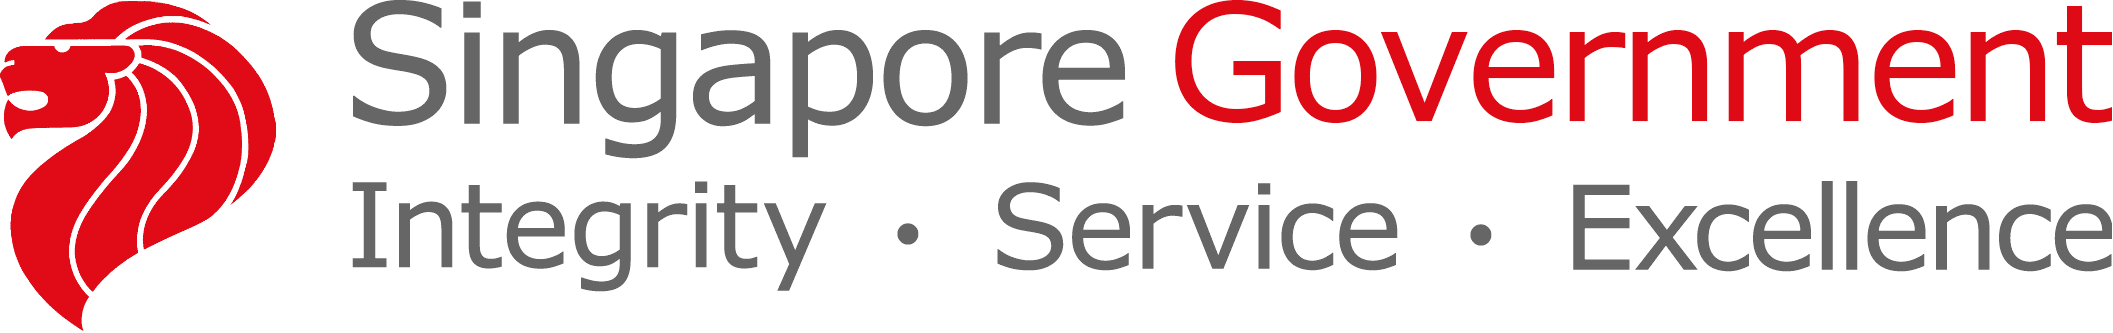 Singapore Government
Integrity • Service • Excellence